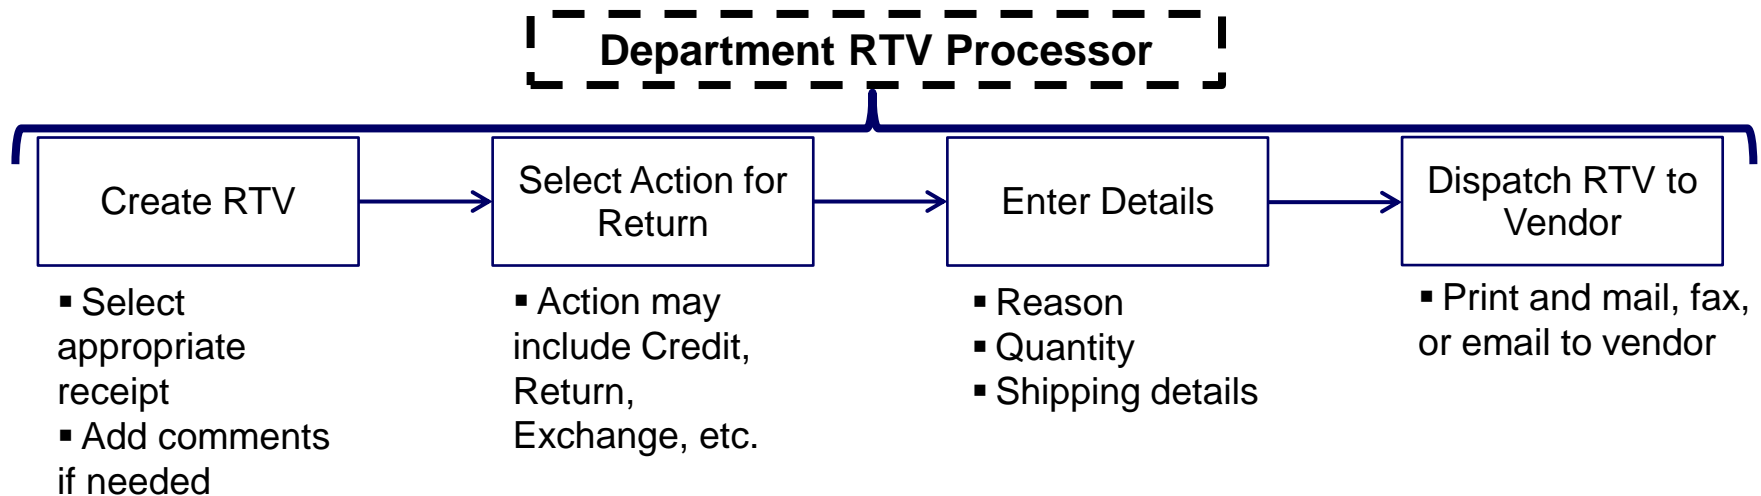 Department RTV Processor
Create RTV
Select Action for
Return
Enter Details
Dispatch RTV to
Vendor
▪ Select
appropriate
receipt
▪ Add comments
if needed
▪ Action may
include Credit,
Return,
Exchange, etc.
▪ Reason
▪ Quantity
▪ Shipping details
▪ Print and mail, fax,
or email to vendor